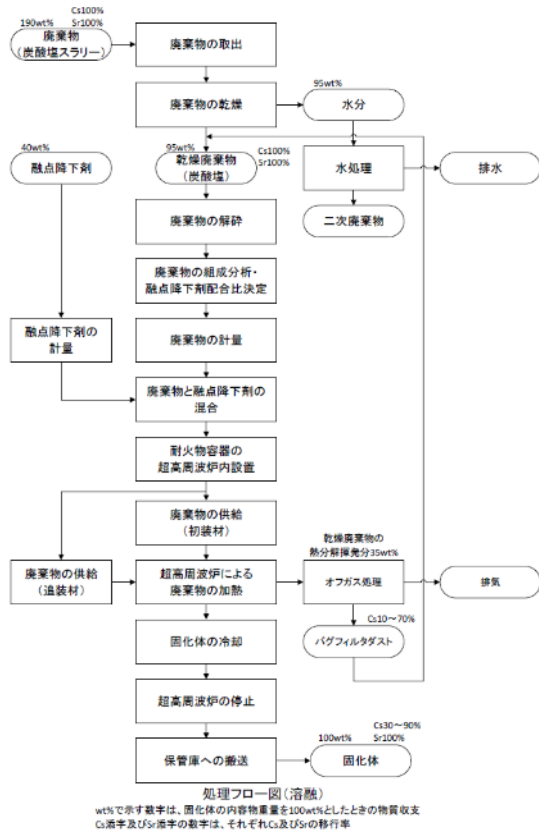 Cs100%
190wt% Sr100%
廃棄物
(炭酸塩スラリー)
廃棄物の取出
廃棄物の乾燥
95wt%
水分
40wt%
融点降下剤
95wt%
乾燥廃棄物
(炭酸塩)
Cs100%
Sr100%
水処理
排水
二次廃棄物
廃棄物の解砕
廃棄物の組成分析・
融点降下剤配合比決定
融点降下剤の
計量
廃棄物の計量
廃棄物と融点降下剤の
混合
耐火物容器の
超高周波炉内設置
廃棄物の供給
(初装材)
廃棄物の供給
(追装材)
超高周波炉による
廃棄物の加熱
乾燥廃棄物の
熱分解揮発分35wt%
オフガス処理
排気
Cs10~70%
バグフィルタダスト
固化体の冷却
超高周波炉の停止
保管庫への搬送
Cs30~90%
100wt% Sr100%
固化体
処理フロー図(溶融)
wt%で示す数字は、固化体の内容物重量を100wt%としたときの物質収支
Cs添字及びSr添字の数字は、それぞれCs及びSrの移行率